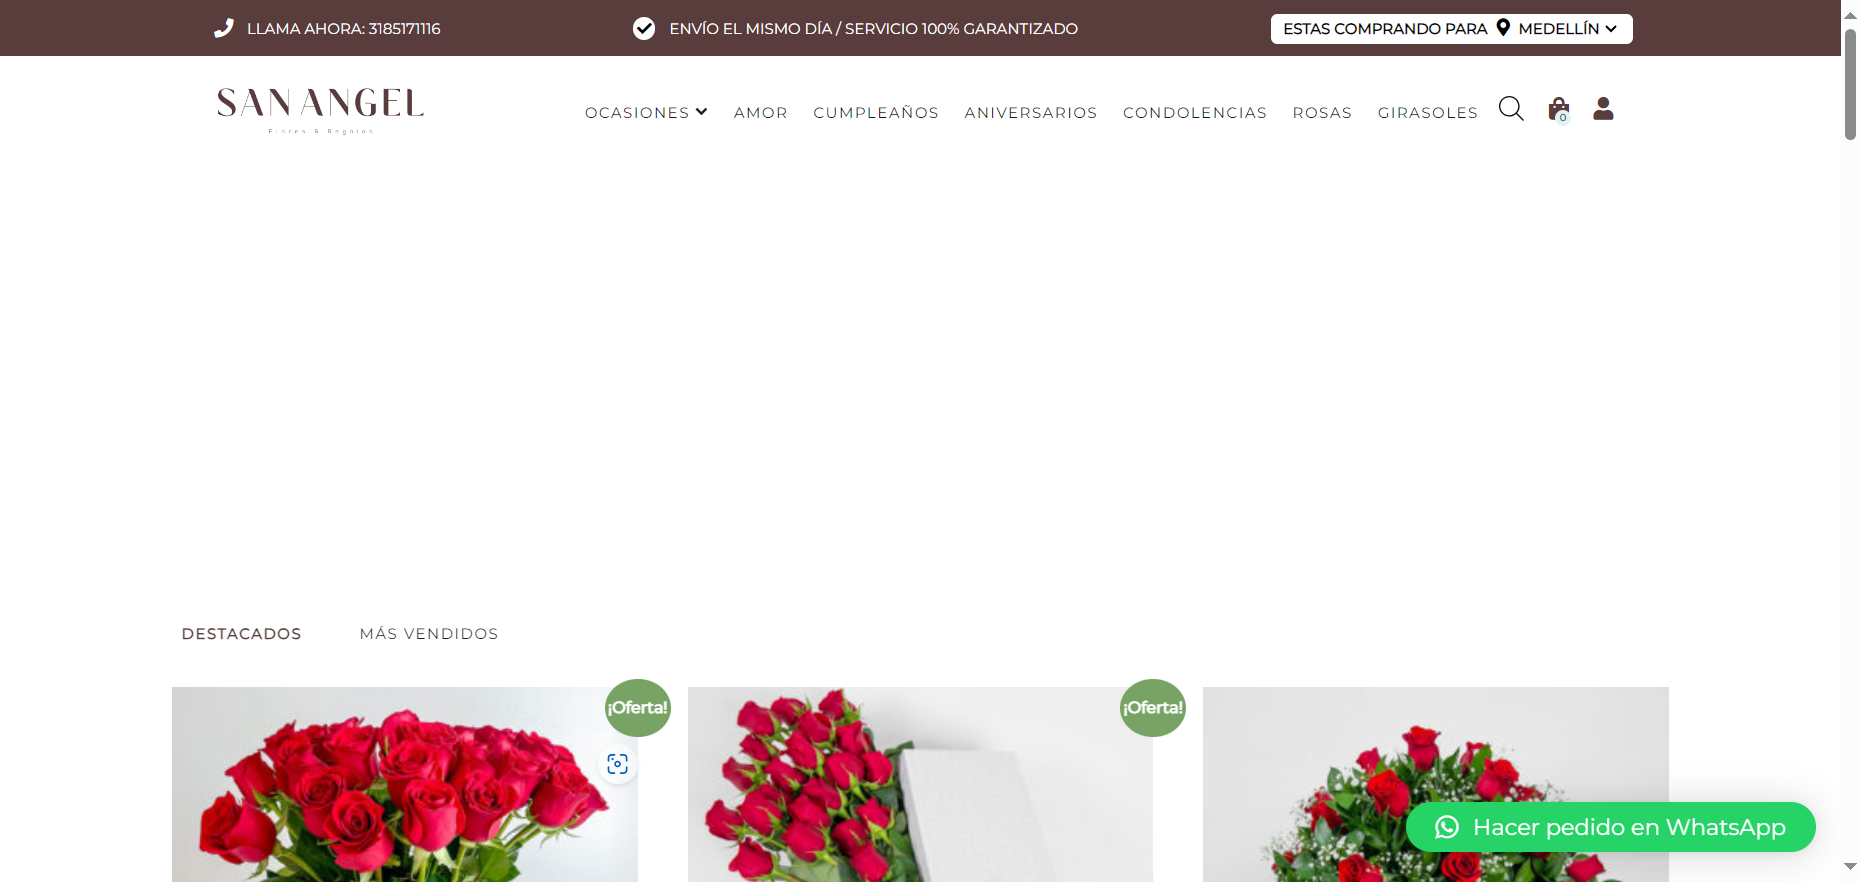 LLAMA AHORA: 3185171116
ENVÍO EL MISMO DÍA / SERVICIO 100% GARANTIZADO
ESTAS COMPRANDO PARA MEDELLÍN
SAN ANGEL
Flores & Regalos
OCASIONES
AMOR
CUMPLEAÑOS
ANIVERSARIOS
CONDOLENCIAS
ROSAS
GIRASOLES
0
DESTACADOS
MÁS VENDIDOS
¡Oferta!
¡Oferta!
Hacer pedido en WhatsApp